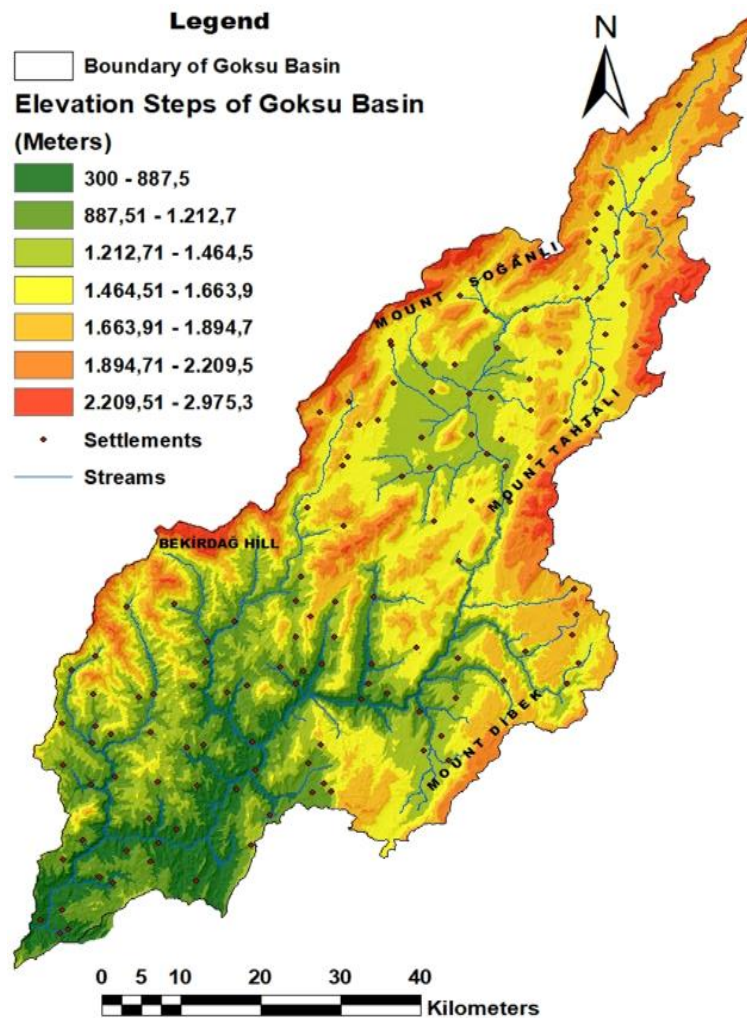 Legend
N
Boundary of Goksu Basin
Elevation Steps of Goksu Basin
(Meters)
300 - 887,5
887,51 - 1.212,7
1.212,71 - 1.464,5
1.464,51 - 1.663,9
1.663,91 - 1.894,7
1.894,71 - 2.209,5
2.209,51 - 2.975,3
Settlements
Streams
MOUNT SOĞANLI
MOUNT TAHTALI
BEKİRDAĞ HILL
MOUNT DİBEK
0 5 10 20 30 40
Kilometers